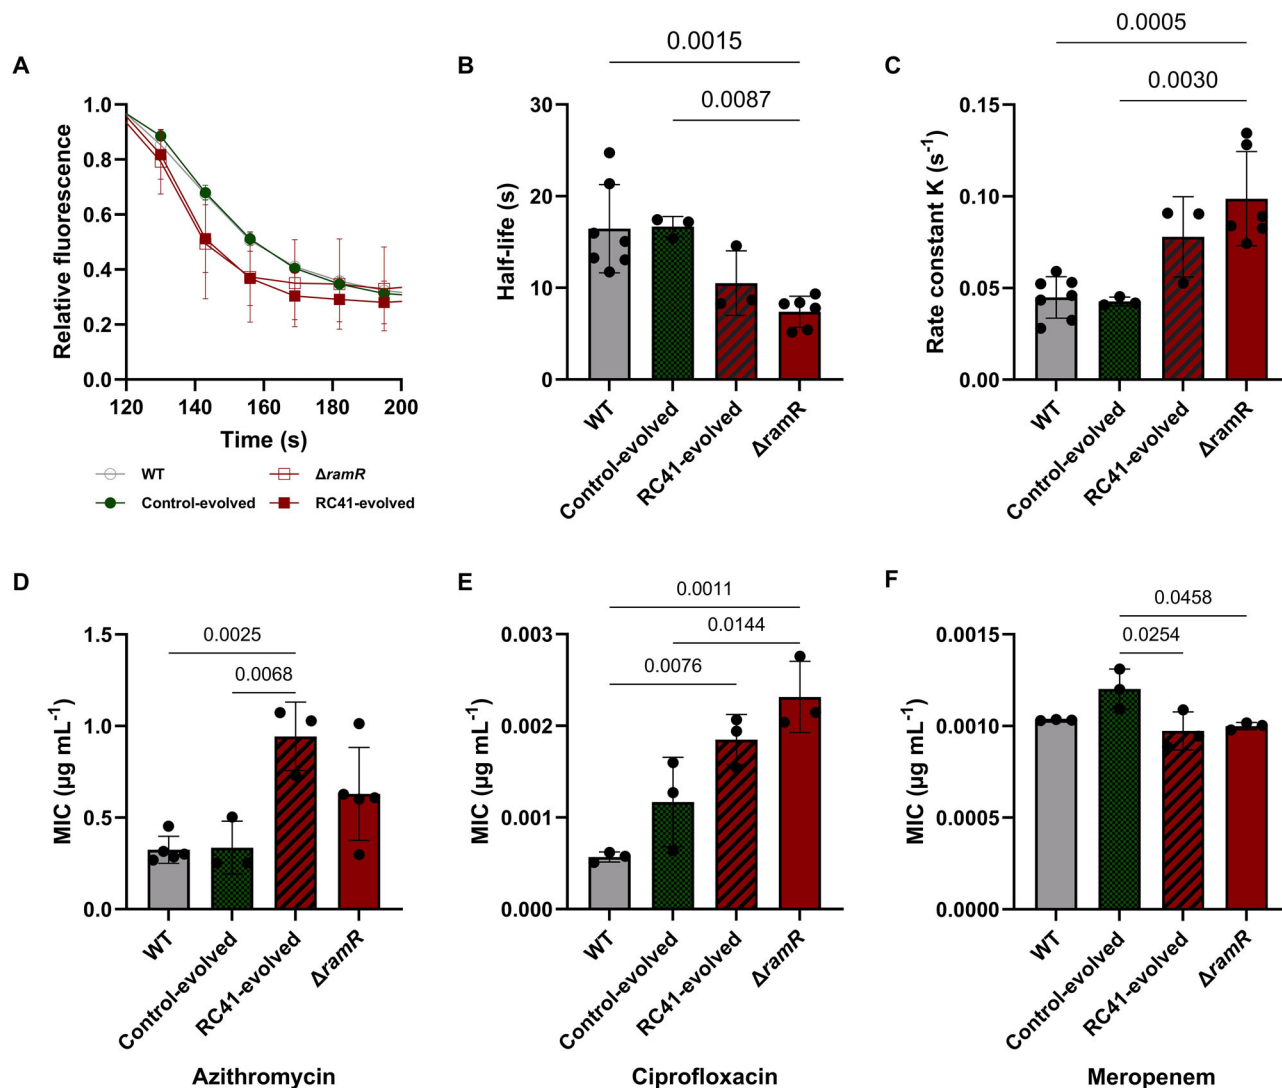 A
1.0
0.8
0.6
0.4
0.2
0.0
Relative fluorescence
120 140 160 182 200
Time (s)
WT
ΔramR
Control-evolved
RC41-evolved
B
0.0015
0.0087
30
20
10
0
Half-life (s)
WT
Control-evolved
RC41-evolved
ΔramR
C
0.0005
0.0030
0.15
0.10
0.05
0.00
Rate constant K (s⁻¹)
WT
Control-evolved
RC41-evolved
ΔramR
D
0.0025
0.0068
1.5
1.0
0.5
0.0
MIC (µg mL⁻¹)
WT
Control-evolved
RC41-evolved
ΔramR
Azithromycin
E
0.0011
0.0144
0.0076
0.003
0.002
0.001
0.000
MIC (µg mL⁻¹)
WT
Control-evolved
RC41-evolved
ΔramR
Ciprofloxacin
F
0.0458
0.0254
0.0015
0.0010
0.0005
0.0000
MIC (µg mL⁻¹)
WT
Control-evolved
RC41-evolved
ΔramR
Meropenem